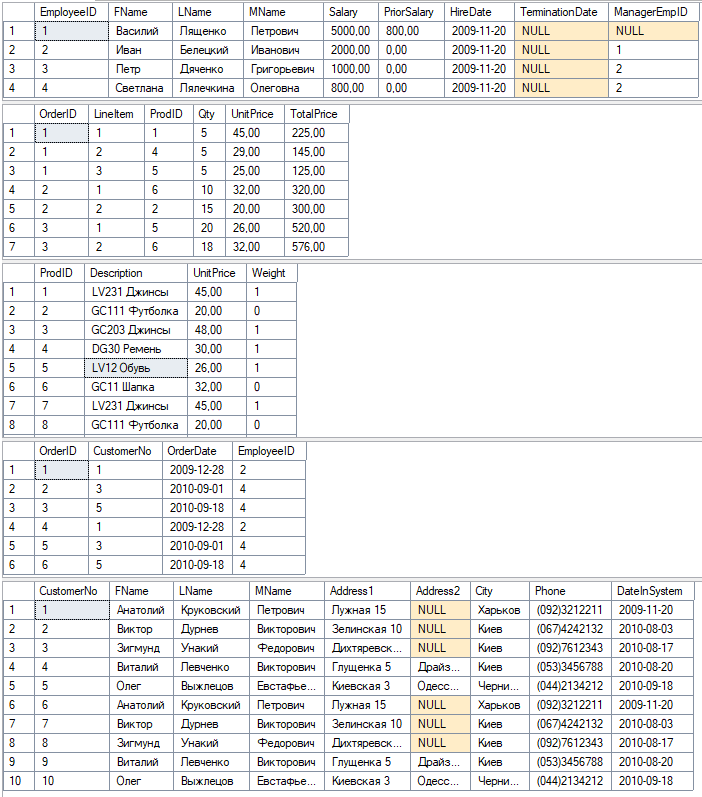 EmployeeID FName LName MName Salary PriorSalary HireDate TerminationDate ManagerEmpID
1 1 Василий Лященко Петрович 5000,00 800,00 2009-11-20 NULL NULL
2 2 Иван Белецкий Иванович 2000,00 0,00 2009-11-20 NULL 1
3 3 Петр Дяченко Григорьевич 1000,00 0,00 2009-11-20 NULL 2
4 4 Светлана Лялечкина Олеговна 800,00 0,00 2009-11-20 NULL 2
OrderID LineItem ProdID Qty UnitPrice TotalPrice
1 1 1 1 5 45,00 225,00
2 1 2 4 5 29,00 145,00
3 1 3 5 5 25,00 125,00
4 2 1 6 10 32,00 320,00
5 2 2 2 15 20,00 300,00
6 3 1 5 20 26,00 520,00
7 3 2 6 18 32,00 576,00
ProdID Description UnitPrice Weight
1 1 LV231 Джинсы 45,00 1
2 2 GC111 Футболка 20,00 0
3 3 GC203 Джинсы 48,00 1
4 4 DG30 Ремень 30,00 1
5 5 LV12 Обувь 26,00 1
6 6 GC11 Шапка 32,00 0
7 7 LV231 Джинсы 45,00 1
8 8 GC111 Футболка 20,00 0
OrderID CustomerNo OrderDate EmployeeID
1 1 1 2009-12-28 2
2 2 3 2010-09-01 4
3 3 5 2010-09-18 4
4 4 1 2009-12-28 2
5 5 3 2010-09-01 4
6 6 5 2010-09-18 4
CustomerNo FName LName MName Address1 Address2 City Phone DateInSystem
1 1 Анатолий Круковский Петрович Лужная 15 NULL Харьков (092)3212211 2009-11-20
2 2 Виктор Дурнев Викторович Зелинская 10 NULL Киев (067)4242132 2010-08-03
3 3 Зигмунд Унакий Федорович Дихтяревск... NULL Киев (092)7612343 2010-08-17
4 4 Виталий Левченко Викторович Глущенка 5 Драйз... Киев (053)3456788 2010-08-20
5 5 Олег Выжлецов Евстафье... Киевская 3 Одесс... Черни... (044)2134212 2010-09-18
6 6 Анатолий Круковский Петрович Лужная 15 NULL Харьков (092)3212211 2009-11-20
7 7 Виктор Дурнев Викторович Зелинская 10 NULL Киев (067)4242132 2010-08-03
8 8 Зигмунд Унакий Федорович Дихтяревск... NULL Киев (092)7612343 2010-08-17
9 9 Виталий Левченко Викторович Глущенка 5 Драйз... Киев (053)3456788 2010-08-20
10 10 Олег Выжлецов Евстафье... Киевская 3 Одесс... Черни... (044)2134212 2010-09-18